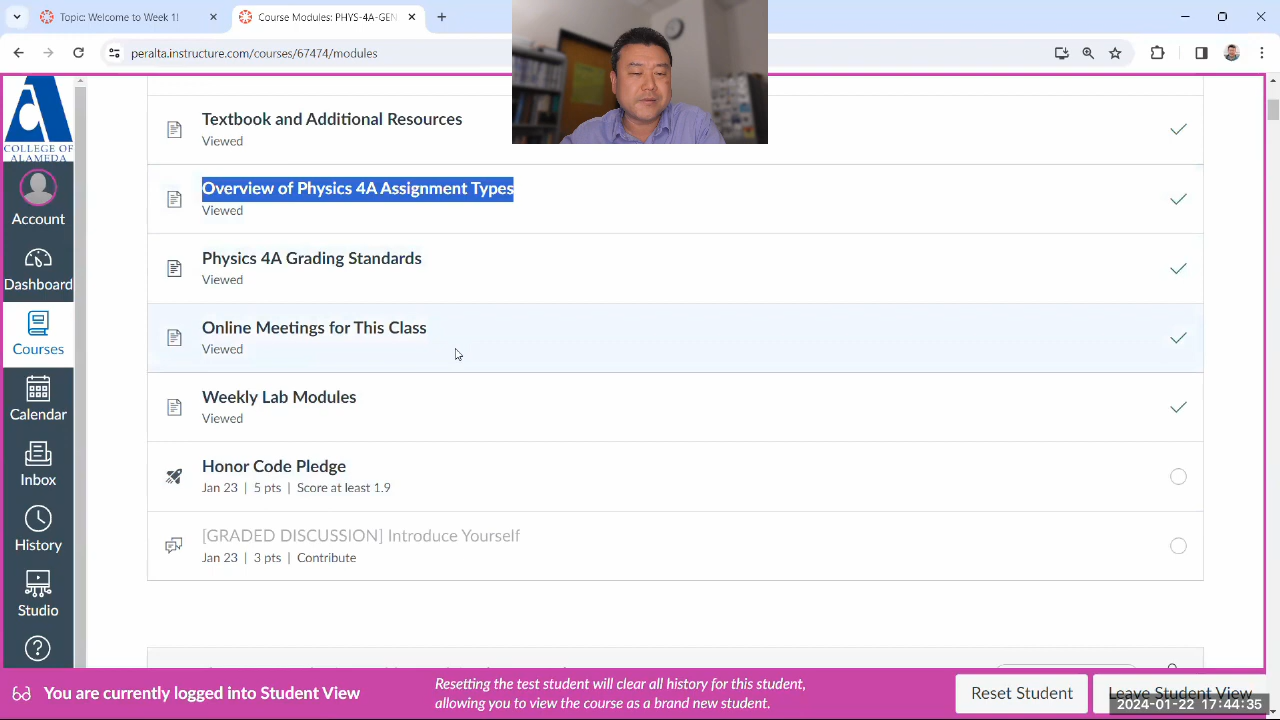 Welcome to Week 1!
Modules of PHYS-4A-GEN
peralta.instructure.com/courses/67474/modules
COLLEGE OF
ALAMEDA
Account
Dashboard
Courses
Calendar
Inbox
History
Studio
Textbook and Additional Resources
Viewed
Overview of Physics 4A Assignment Types
Viewed
Physics 4A Grading Standards
Viewed
Online Meetings for This Class
Viewed
Weekly Lab Modules
Viewed
Honor Code Pledge
Jan 23 | 5 pts | Score at least 1.9
[GRADED DISCUSSION] Introduce Yourself
Jan 23 | 3 pts | Contribute
You are currently logged into Student View
Resetting the test student will clear all history for this student,
allowing you to view the course as a brand new student.
Reset Student
Leave Student View
2024-01-22 17:44:35